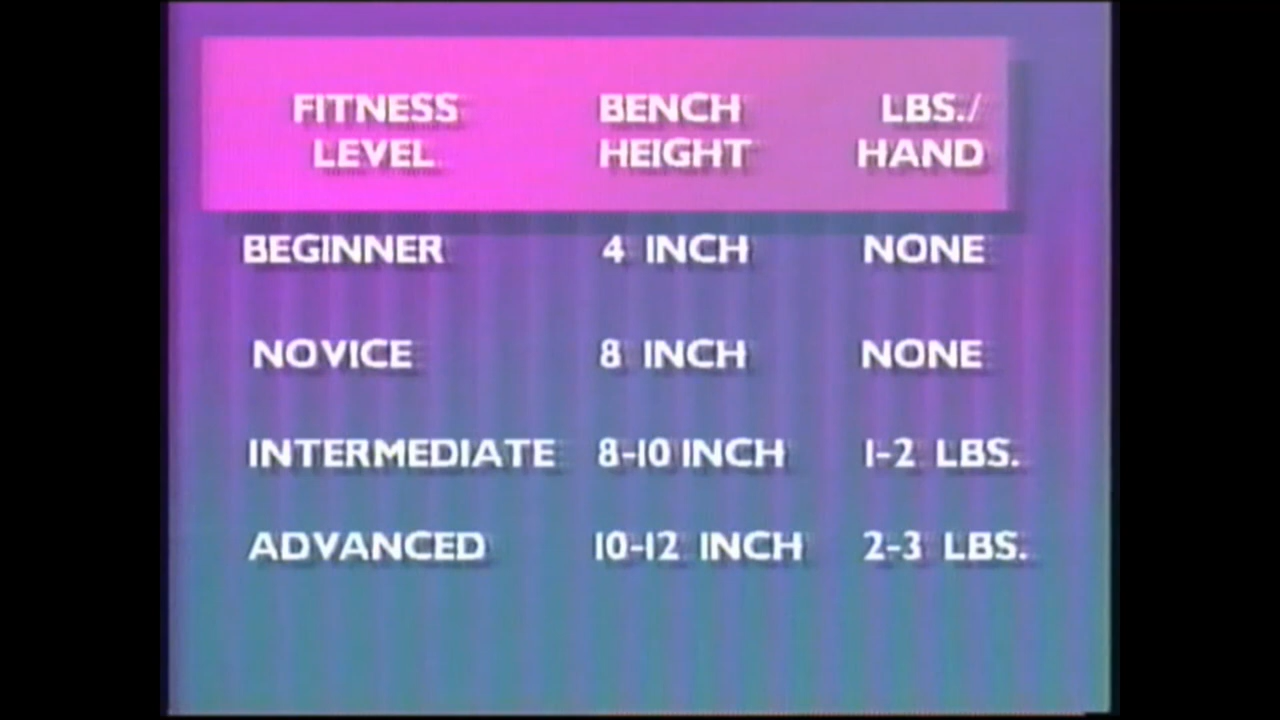 FITNESS LEVEL BENCH HEIGHT LBS./ HAND
BEGINNER 4 INCH NONE
NOVICE 8 INCH NONE
INTERMEDIATE 8-10 INCH 1-2 LBS.
ADVANCED 10-12 INCH 2-3 LBS.